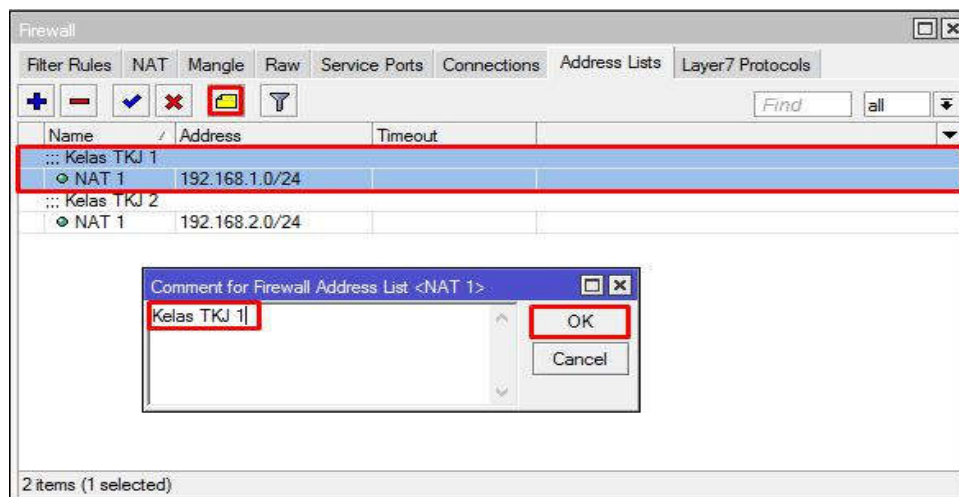 Firewall
Filter Rules NAT Mangle Raw Service Ports Connections Address Lists Layer7 Protocols
Find all
Name / Address Timeout
;;; Kelas TKJ 1
NAT 1 192.168.1.0/24
;;; Kelas TKJ 2
NAT 1 192.168.2.0/24
Comment for Firewall Address List <NAT 1>
Kelas TKJ 1
OK
Cancel
2 items (1 selected)